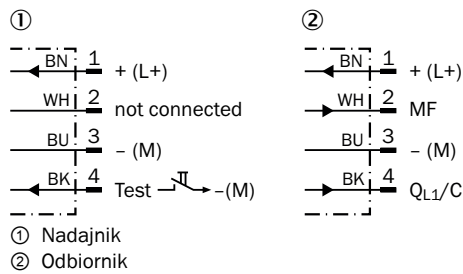 ①
BN 1 + (L+)
WH 2 not connected
BU 3 – (M)
BK 4 Test –(M)
②
BN 1 + (L+)
WH 2 MF
BU 3 – (M)
BK 4 QL1/C
① Nadajnik
② Odbiornik